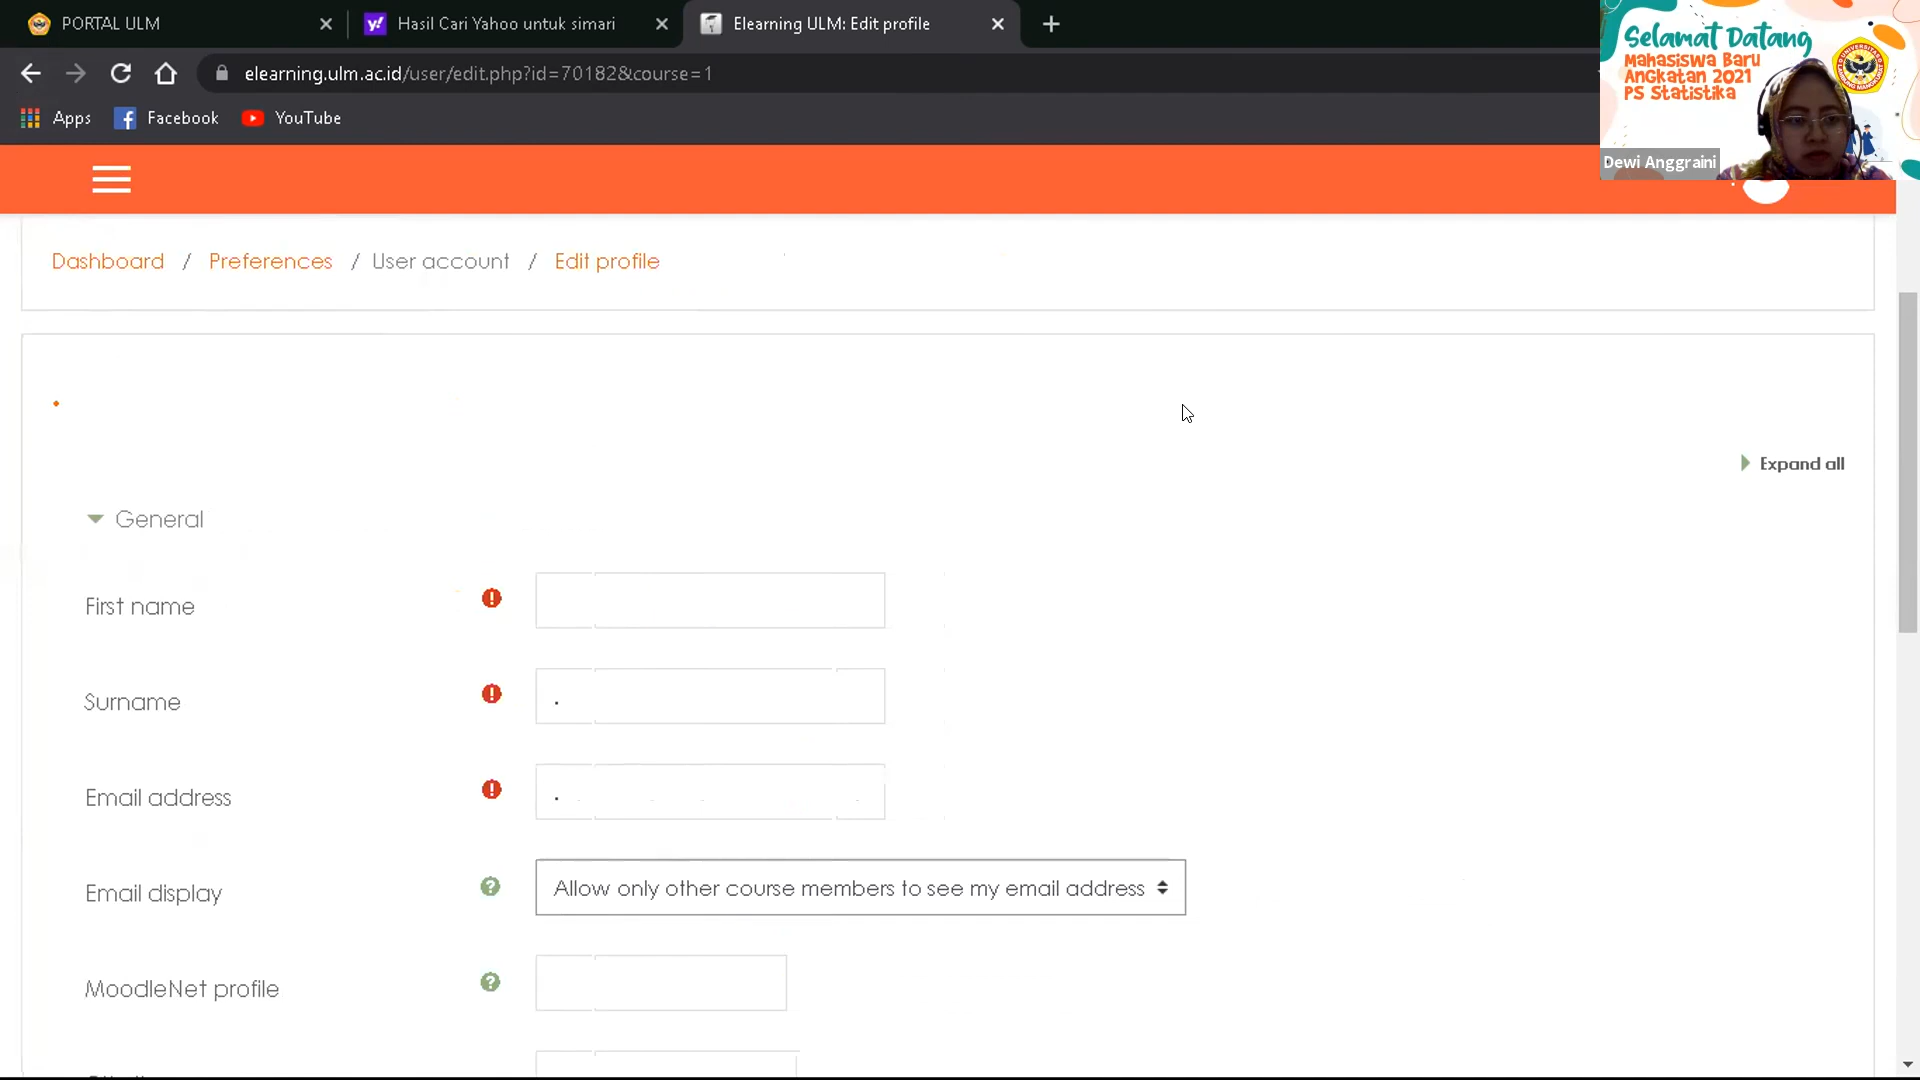 PORTAL ULM
Hasil Cari Yahoo untuk simari
Elearning ULM: Edit profile
elearning.ulm.ac.id/user/edit.php?id=70182&course=1
Apps
Facebook
YouTube
Selamat Datang
Mahasiswa Baru
Angkatan 2021
PS Statistika
Dewi Anggraini
Dashboard / Preferences / User account / Edit profile
Expand all
General
First name
Surname
.
Email address
.
Email display
Allow only other course members to see my email address
MoodleNet profile